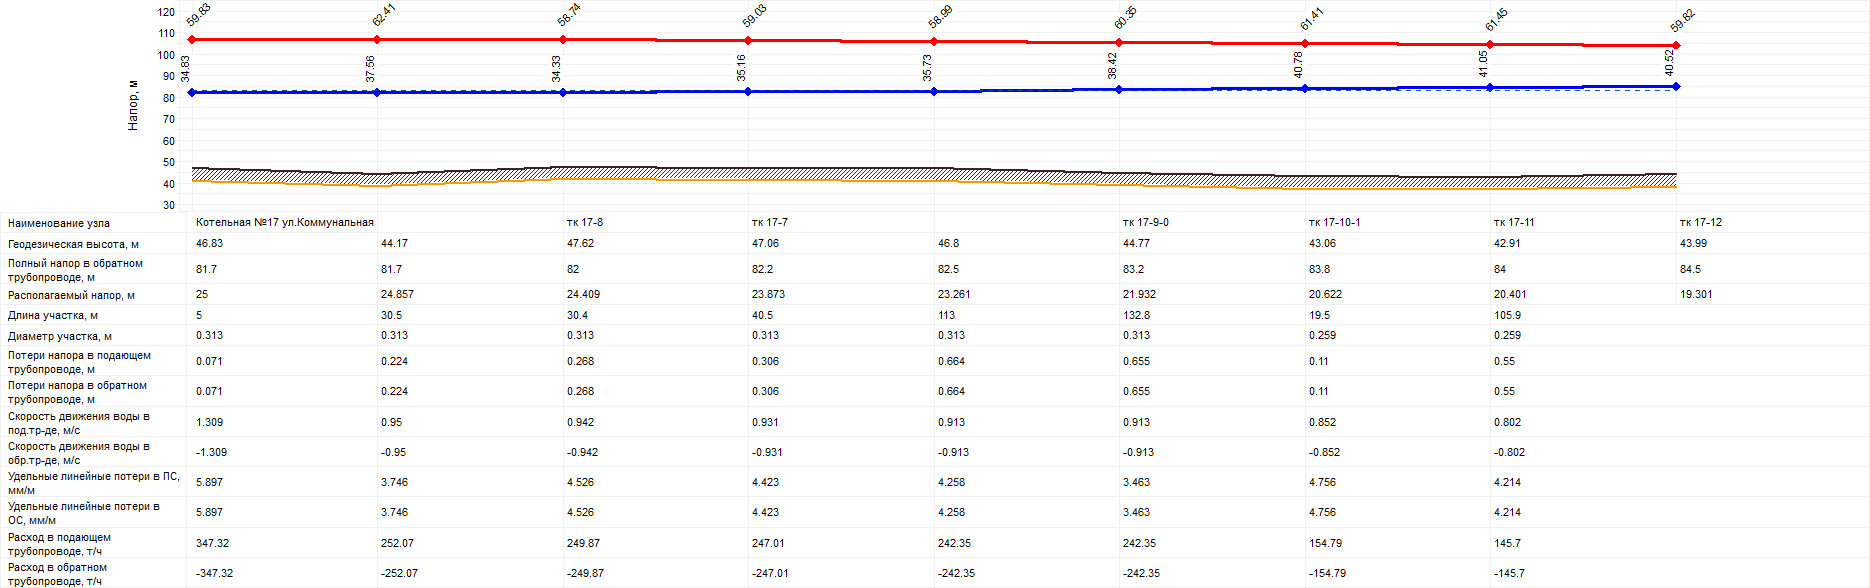 59.83 62.41 58.74 59.03 58.99 60.35 61.41 61.45 59.82
120
110
100
90
80
70
60
50
40
30
Напор, м
34.83 37.56 34.33 35.16 35.73 38.42 40.78 41.05 40.52
Наименование узла Котельная №17 ул.Коммунальная тк 17-8 тк 17-7 тк 17-9-0 тк 17-10-1 тк 17-11 тк 17-12
Геодезическая высота, м 46.83 44.17 47.62 47.06 46.8 44.77 43.06 42.91 43.99
Полный напор в обратном
трубопроводе, м 81.7 81.7 82 82.2 82.5 83.2 83.8 84 84.5
Располагаемый напор, м 25 24.857 24.409 23.873 23.261 21.932 20.622 20.401 19.301
Длина участка, м 5 30.5 30.4 40.5 113 132.8 19.5 105.9
Диаметр участка, м 0.313 0.313 0.313 0.313 0.313 0.313 0.259 0.259
Потери напора в подающем
трубопроводе, м 0.071 0.224 0.268 0.306 0.664 0.655 0.11 0.55
Потери напора в обратном
трубопроводе, м 0.071 0.224 0.268 0.306 0.664 0.655 0.11 0.55
Скорость движения воды в
под.тр-де, м/с 1.309 0.95 0.942 0.931 0.913 0.913 0.852 0.802
Скорость движения воды в
обр.тр-де, м/с -1.309 -0.95 -0.942 -0.931 -0.913 -0.913 -0.852 -0.802
Удельные линейные потери в ПС,
мм/м 5.897 3.746 4.526 4.423 4.258 3.463 4.756 4.214
Удельные линейные потери в
ОС, мм/м 5.897 3.746 4.526 4.423 4.258 3.463 4.756 4.214
Расход в подающем
трубопроводе, т/ч 347.32 252.07 249.87 247.01 242.35 242.35 154.79 145.7
Расход в обратном
трубопроводе, т/ч -347.32 -252.07 -249.87 -247.01 -242.35 -242.35 -154.79 -145.7